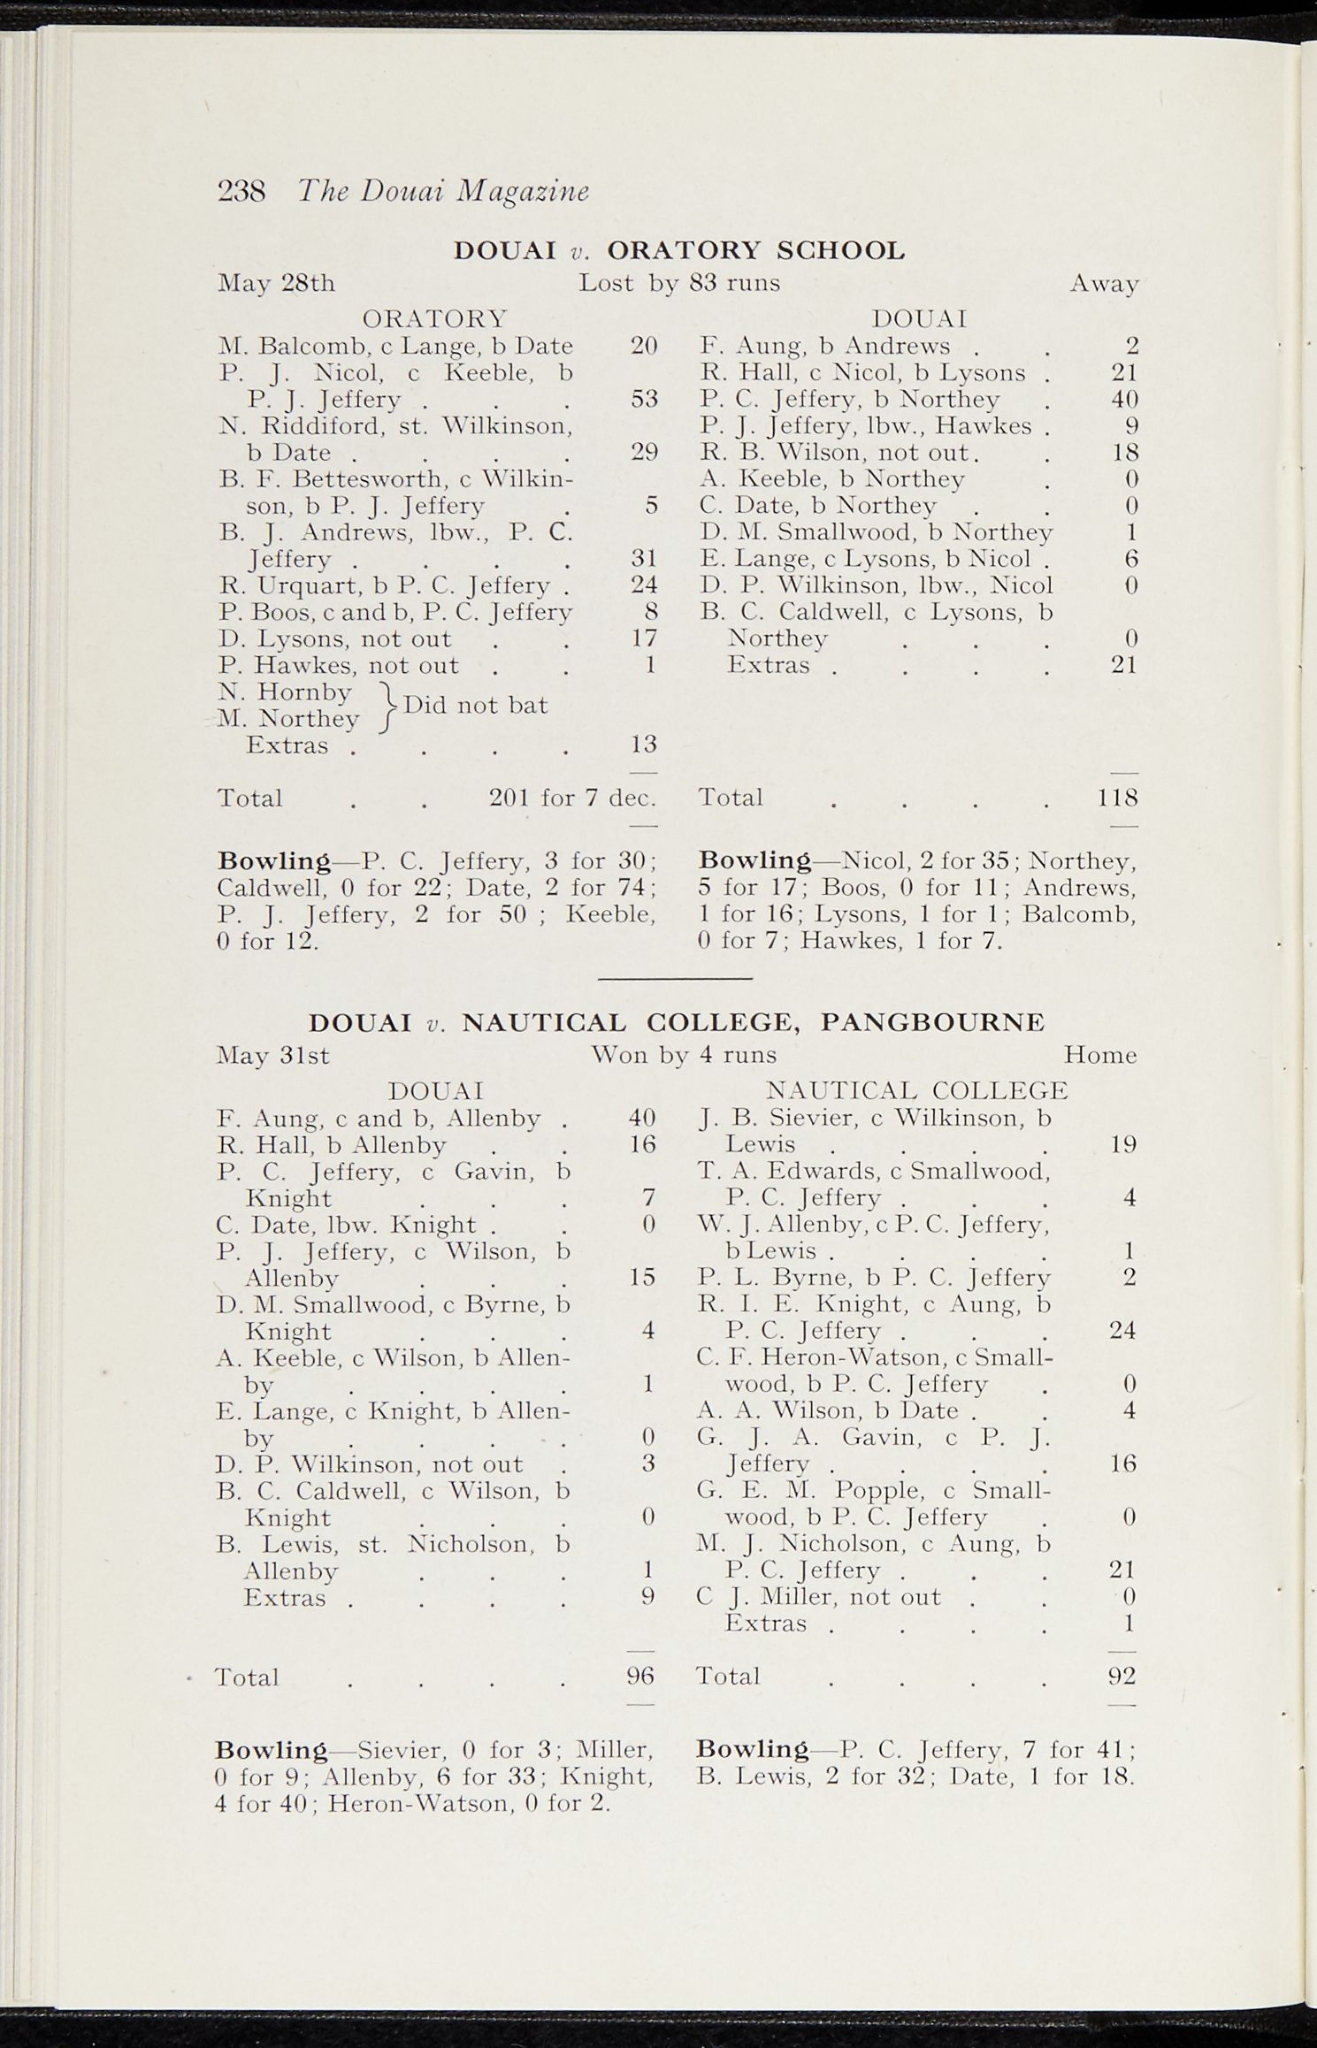 238 The Douai Magazine
DOUAI v. ORATORY SCHOOL
May 28th Lost by 83 runs Away
ORATORY
M. Balcomb, c Lange, b Date 20
P. J. Nicol, c Keeble, b
P. J. Jeffery . . . 53
N. Riddiford, st. Wilkinson,
b Date . . . . 29
B. F. Bettesworth, c Wilkin-
son, b P. J. Jeffery . 5
B. J. Andrews, lbw., P. C.
Jeffery . . . . 31
R. Urquart, b P. C. Jeffery . 24
P. Boos, c and b, P. C. Jeffery 8
D. Lysons, not out . . 17
P. Hawkes, not out . . 1
N. Hornby
M. Northey } Did not bat
Extras . . . . 13
Total . . 201 for 7 dec.
Bowling—P. C. Jeffery, 3 for 30;
Caldwell, 0 for 22; Date, 2 for 74;
P. J. Jeffery, 2 for 50 ; Keeble,
0 for 12.
DOUAI
F. Aung, b Andrews . . 2
R. Hall, c Nicol, b Lysons . 21
P. C. Jeffery, b Northey . 40
P. J. Jeffery, lbw., Hawkes . 9
R. B. Wilson, not out. . 18
A. Keeble, b Northey . 0
C. Date, b Northey . . 0
D. M. Smallwood, b Northey 1
E. Lange, c Lysons, b Nicol . 6
D. P. Wilkinson, lbw., Nicol 0
B. C. Caldwell, c Lysons, b
Northey . . . 0
Extras . . . . 21
Total . . . . 118
Bowling—Nicol, 2 for 35; Northey,
5 for 17; Boos, 0 for 11; Andrews,
1 for 16; Lysons, 1 for 1; Balcomb,
0 for 7; Hawkes, 1 for 7.
DOUAI v. NAUTICAL COLLEGE, PANGBOURNE
May 31st Won by 4 runs Home
DOUAI
F. Aung, c and b, Allenby . 40
R. Hall, b Allenby . . 16
P. C. Jeffery, c Gavin, b
Knight . . . 7
C. Date, lbw. Knight . . 0
P. J. Jeffery, c Wilson, b
Allenby . . . 15
D. M. Smallwood, c Byrne, b
Knight . . . 4
A. Keeble, c Wilson, b Allen-
by . . . . 1
E. Lange, c Knight, b Allen-
by . . . . 0
D. P. Wilkinson, not out . 3
B. C. Caldwell, c Wilson, b
Knight . . . 0
B. Lewis, st. Nicholson, b
Allenby . . . 1
Extras . . . . 9
Total . . . . 96
Bowling—Sievier, 0 for 3; Miller,
0 for 9; Allenby, 6 for 33; Knight,
4 for 40; Heron-Watson, 0 for 2.
NAUTICAL COLLEGE
J. B. Sievier, c Wilkinson, b
Lewis . . . . 19
T. A. Edwards, c Smallwood,
P. C. Jeffery . . . 4
W. J. Allenby, c P. C. Jeffery,
b Lewis . . . . 1
P. L. Byrne, b P. C. Jeffery 2
R. I. E. Knight, c Aung, b
P. C. Jeffery . . . 24
C. F. Heron-Watson, c Small-
wood, b P. C. Jeffery . 0
A. A. Wilson, b Date . . 4
G. J. A. Gavin, c P. J.
Jeffery . . . . 16
G. E. M. Popple, c Small-
wood, b P. C. Jeffery . 0
M. J. Nicholson, c Aung, b
P. C. Jeffery . . . 21
C J. Miller, not out . . 0
Extras . . . . 1
Total . . . . 92
Bowling—P. C. Jeffery, 7 for 41;
B. Lewis, 2 for 32; Date, 1 for 18.